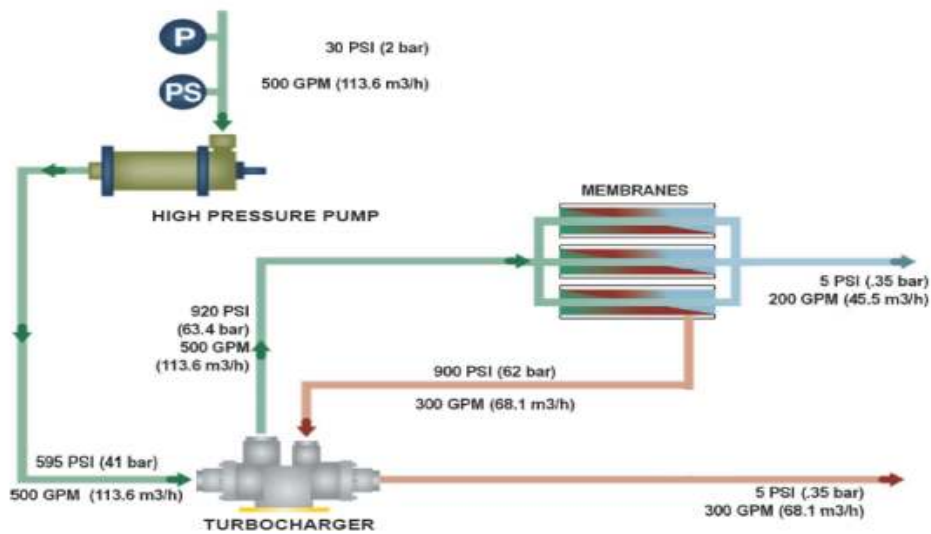 P
30 PSI (2 bar)
500 GPM (113.6 m3/h)
PS
HIGH PRESSURE PUMP
MEMBRANES
5 PSI (.35 bar)
200 GPM (45.5 m3/h)
920 PSI
(63.4 bar)
500 GPM
(113.6 m3/h)
900 PSI (62 bar)
300 GPM (68.1 m3/h)
595 PSI (41 bar)
500 GPM (113.6 m3/h)
5 PSI (.35 bar)
300 GPM (68.1 m3/h)
TURBOCHARGER